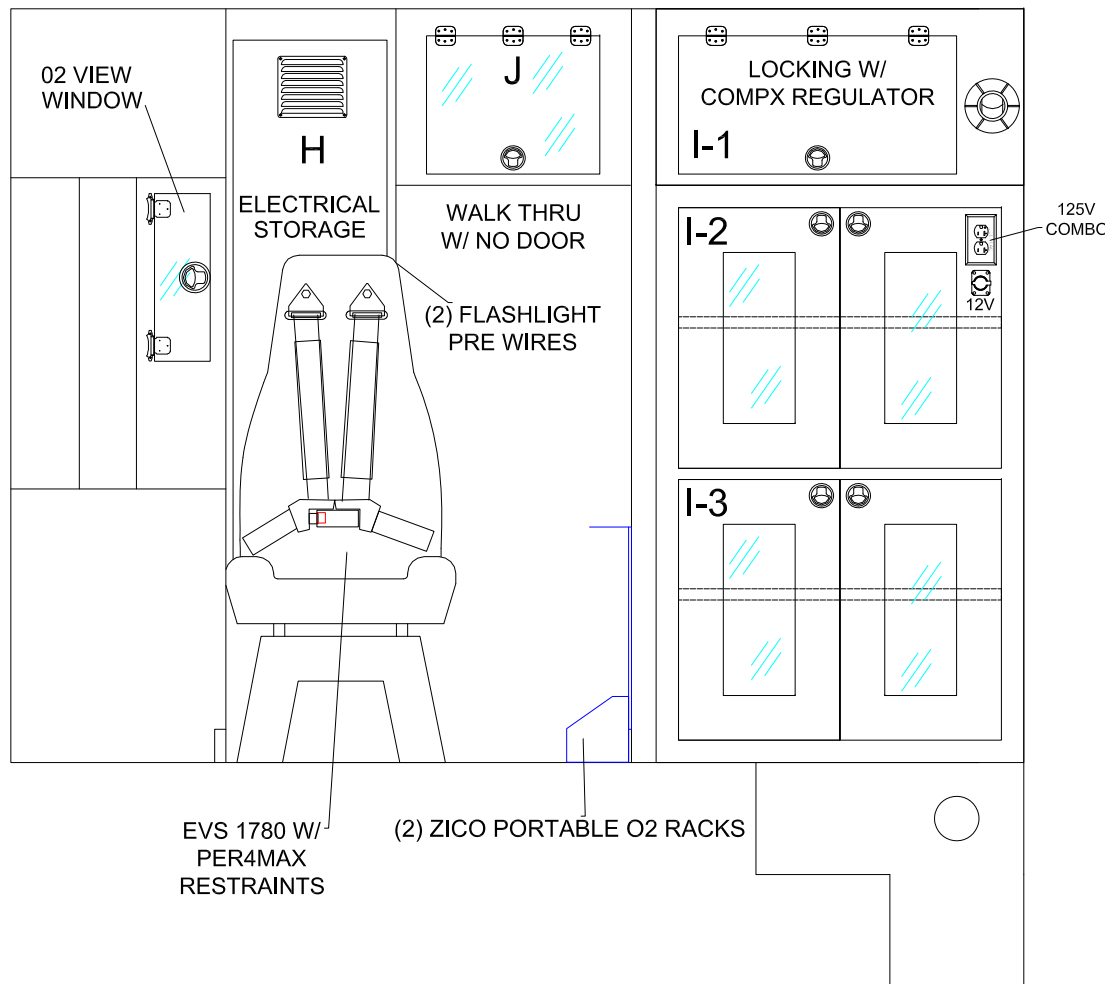 02 VIEW
WINDOW
H
ELECTRICAL
STORAGE
J
WALK THRU
W/ NO DOOR
(2) FLASHLIGHT
PRE WIRES
LOCKING W/
COMPX REGULATOR
I-1
I-2
125V
COMBO
12V
I-3
EVS 1780 W/
PER4MAX
RESTRAINTS
(2) ZICO PORTABLE O2 RACKS